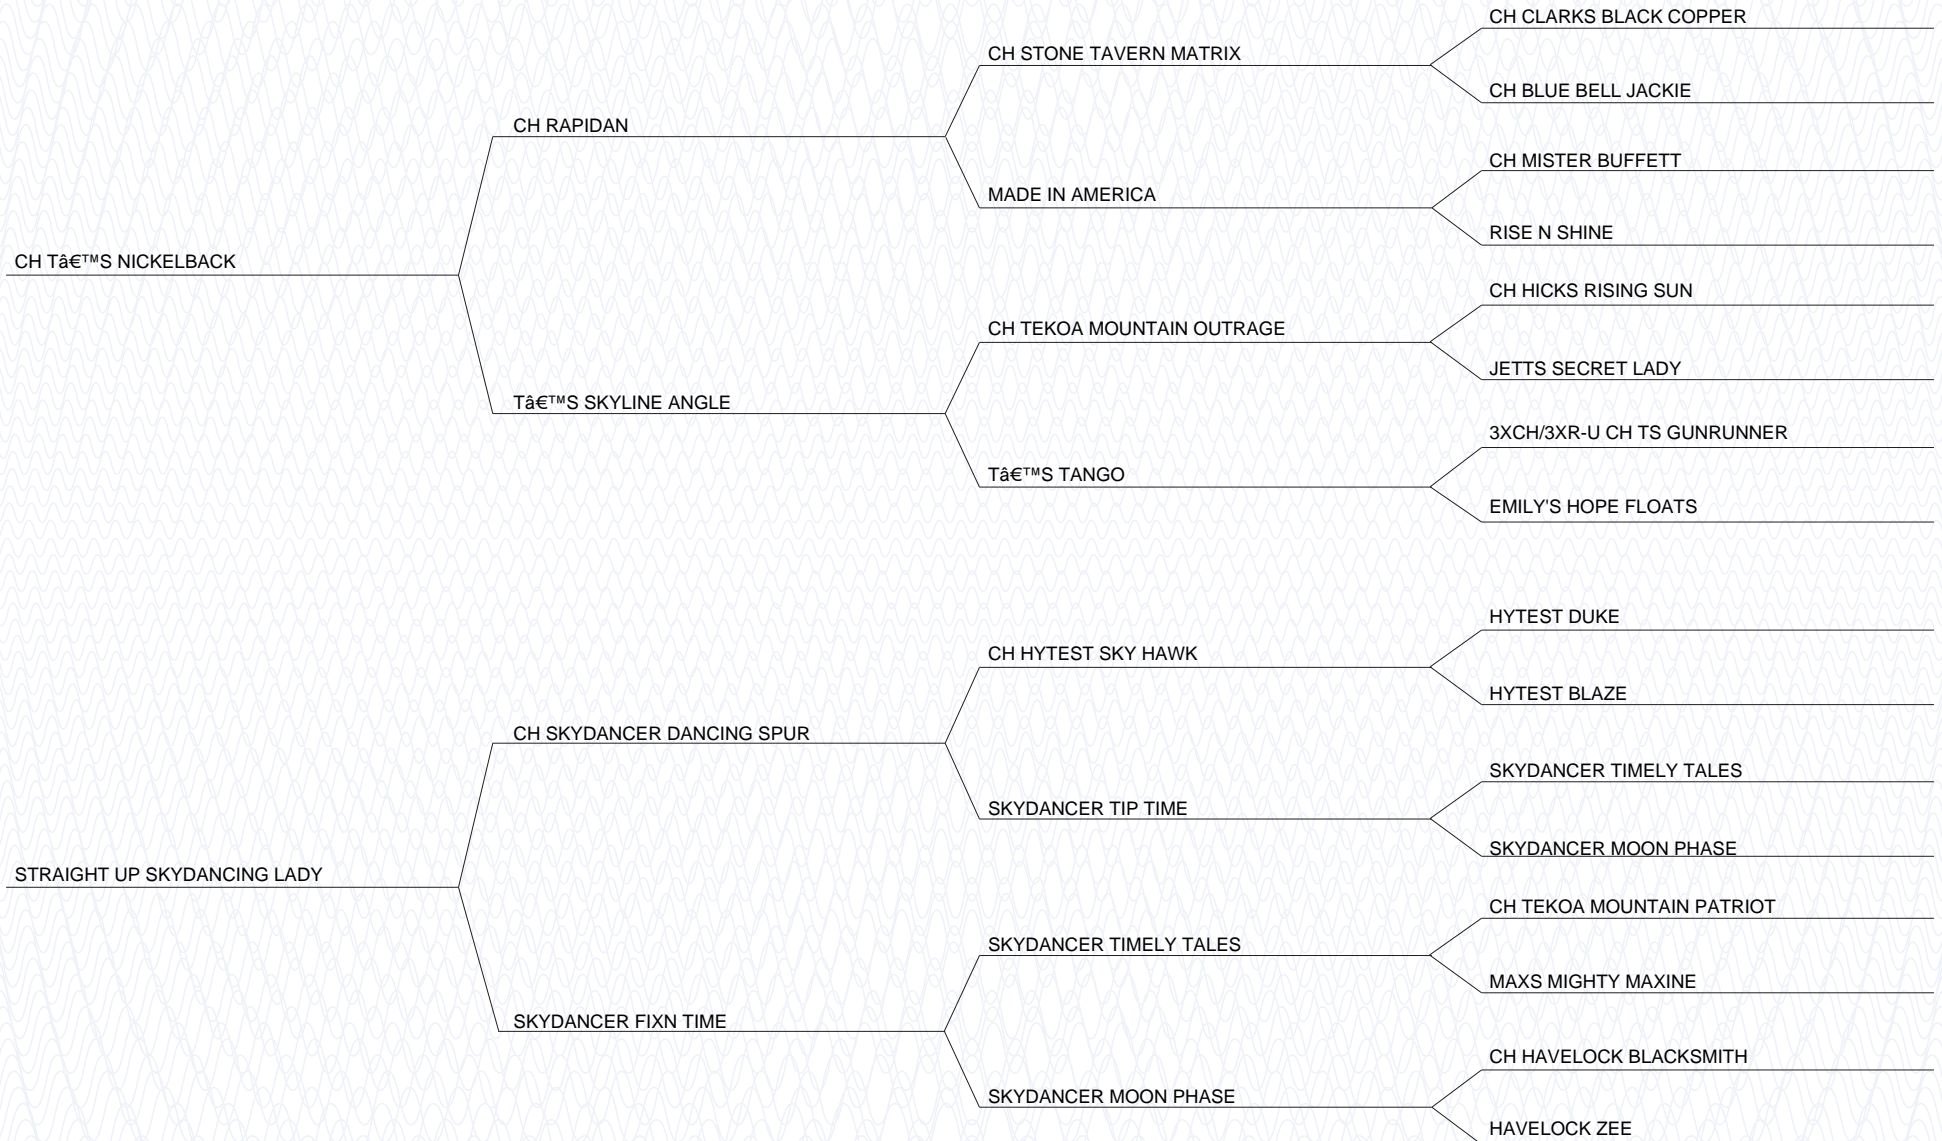 CH CLARKS BLACK COPPER
CH STONE TAVERN MATRIX
CH BLUE BELL JACKIE
CH RAPIDAN
CH MISTER BUFFETT
MADE IN AMERICA
RISE N SHINE
CH Tâ€™S NICKELBACK
CH HICKS RISING SUN
CH TEKOA MOUNTAIN OUTRAGE
JETTS SECRET LADY
Tâ€™S SKYLINE ANGLE
3XCH/3XR-U CH TS GUNRUNNER
Tâ€™S TANGO
EMILY'S HOPE FLOATS
HYTEST DUKE
CH HYTEST SKY HAWK
HYTEST BLAZE
CH SKYDANCER DANCING SPUR
SKYDANCER TIMELY TALES
SKYDANCER TIP TIME
SKYDANCER MOON PHASE
STRAIGHT UP SKYDANCING LADY
CH TEKOA MOUNTAIN PATRIOT
SKYDANCER TIMELY TALES
MAXS MIGHTY MAXINE
SKYDANCER FIXN TIME
CH HAVELOCK BLACKSMITH
SKYDANCER MOON PHASE
HAVELOCK ZEE